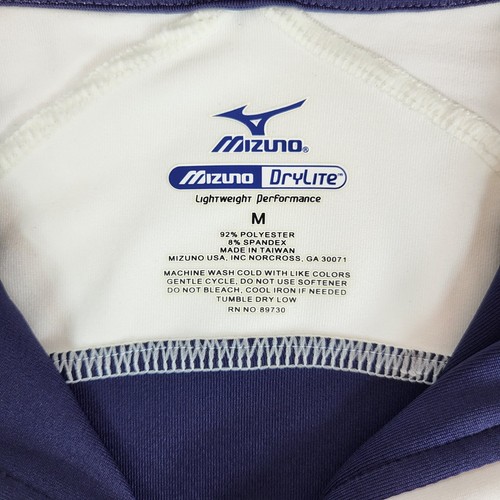 MIZUNO®
MIZUNO DRYLITE™
Lightweight Performance
M
92% POLYESTER
8% SPANDEX
MADE IN TAIWAN
MIZUNO USA, INC NORCROSS, GA 30071
MACHINE WASH COLD WITH LIKE COLORS
GENTLE CYCLE, DO NOT USE SOFTENER
DO NOT BLEACH, COOL IRON IF NEEDED
TUMBLE DRY LOW
RN NO 89730